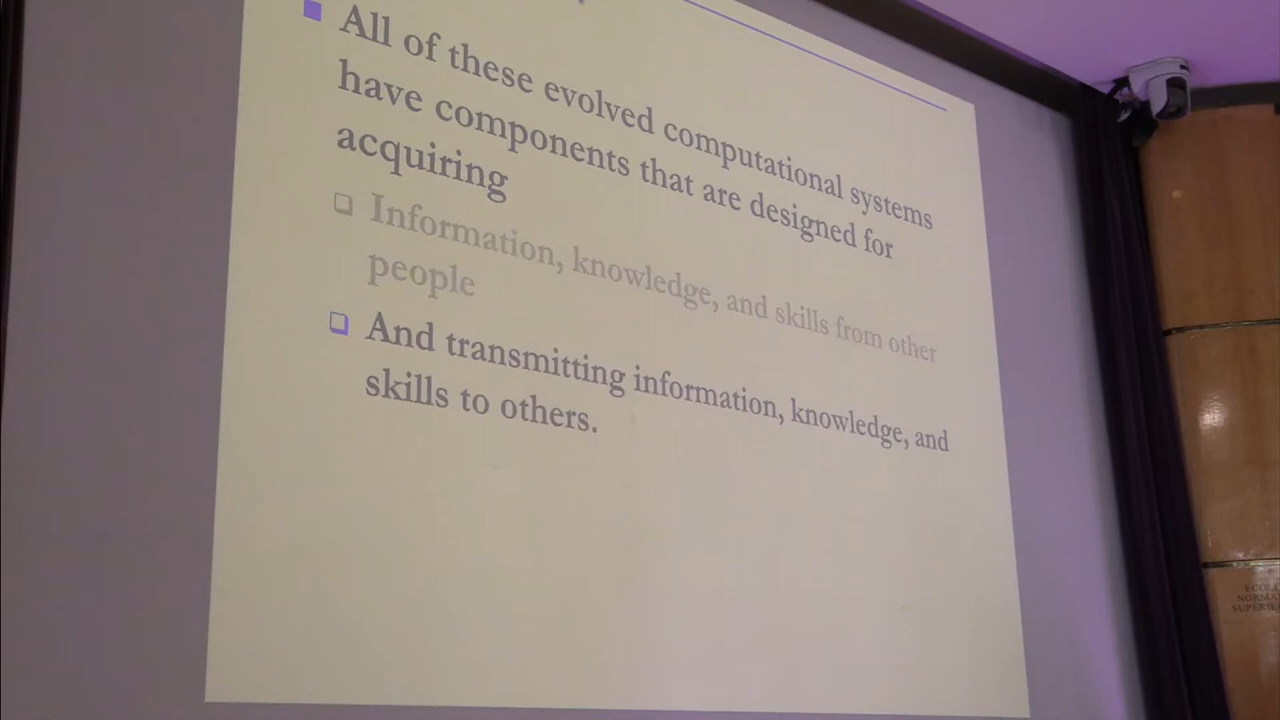 All of these evolved computational systems
have components that are designed for
acquiring
Information, knowledge, and skills from other
people
And transmitting information, knowledge, and
skills to others.